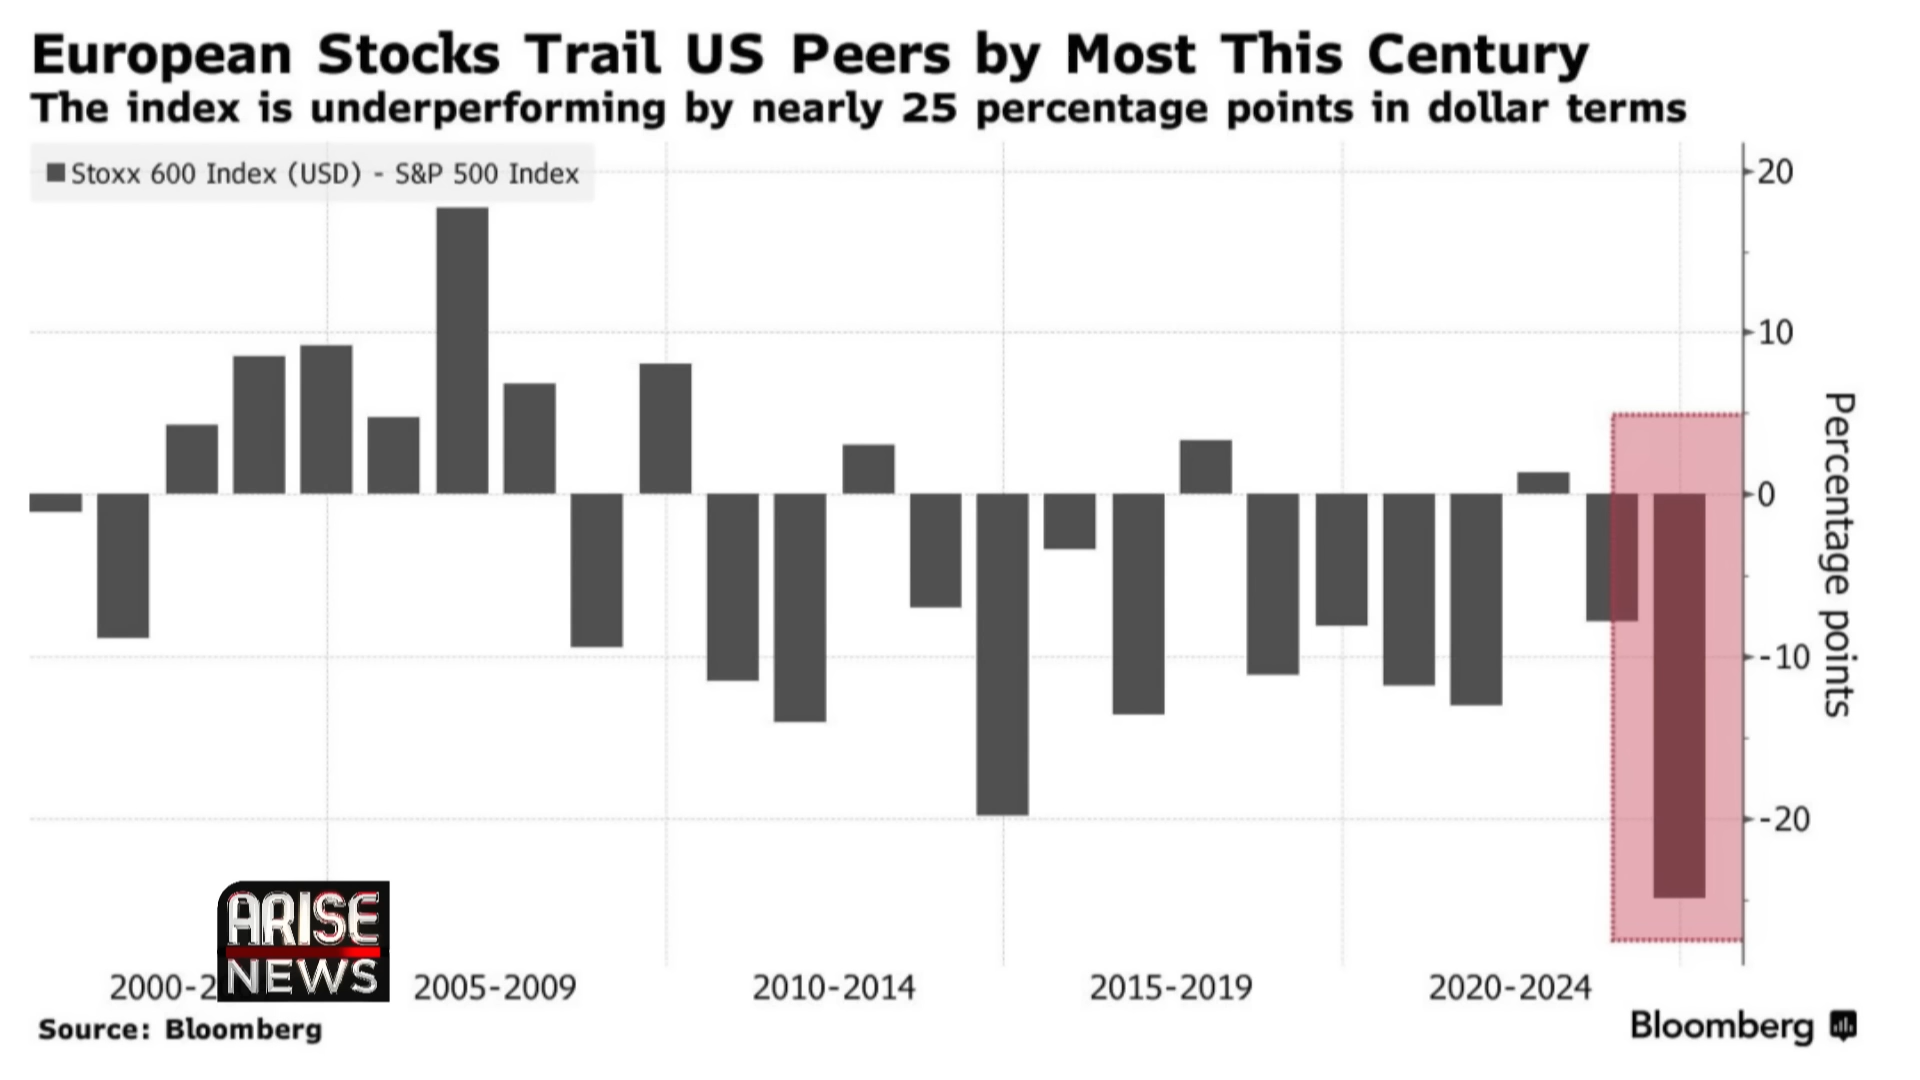 European Stocks Trail US Peers by Most This Century
The index is underperforming by nearly 25 percentage points in dollar terms
Stoxx 600 Index (USD) - S&P 500 Index
20
10
0
-10
-20
Percentage points
ARISE
NEWS
2000-2
2005-2009
2010-2014
2015-2019
2020-2024
Source: Bloomberg
Bloomberg